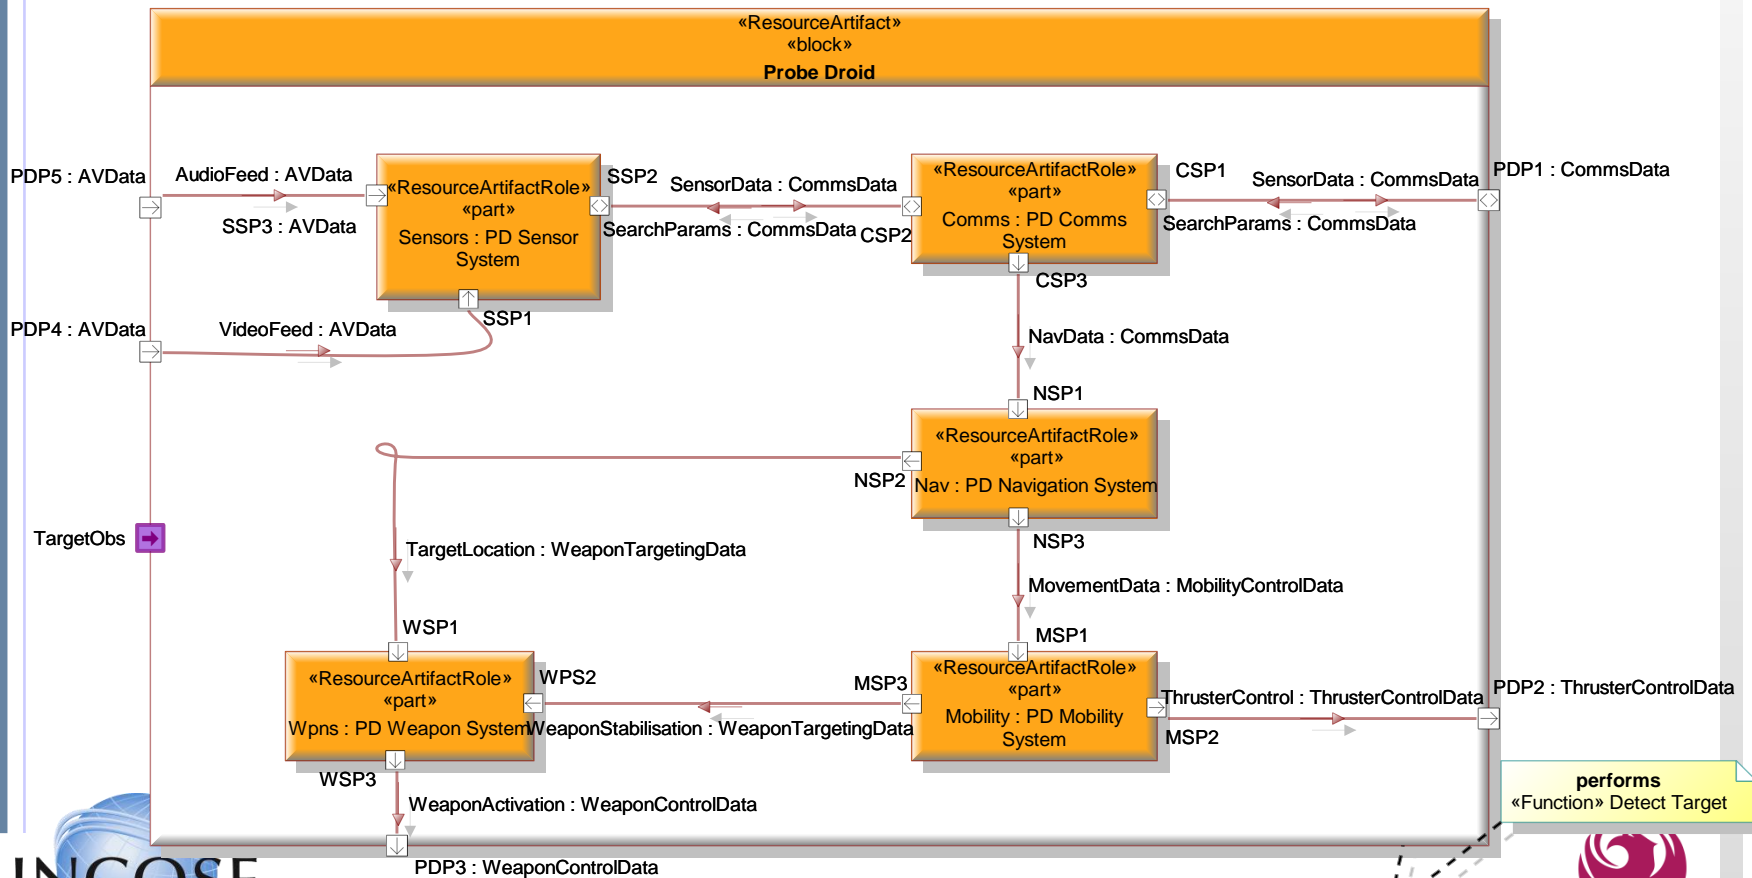 «ResourceArtifact»
«block»
Probe Droid
PDP5 : AVData
AudioFeed : AVData
SSP3 : AVData
«ResourceArtifactRole»
«part»
Sensors : PD Sensor
System
SSP2
SensorData : CommsData
SearchParams : CommsData
CSP2
«ResourceArtifactRole»
«part»
Comms : PD Comms
System
CSP1
SensorData : CommsData
SearchParams : CommsData
PDP1 : CommsData
CSP3
PDP4 : AVData
VideoFeed : AVData
SSP1
NavData : CommsData
NSP1
«ResourceArtifactRole»
«part»
Nav : PD Navigation System
NSP2
NSP3
TargetObs
TargetLocation : WeaponTargetingData
MovementData : MobilityControlData
WSP1
MSP1
«ResourceArtifactRole»
«part»
Wpns : PD Weapon System
WPS2
WeaponStabilisation : WeaponTargetingData
MSP3
«ResourceArtifactRole»
«part»
Mobility : PD Mobility
System
ThrusterControl : ThrusterControlData
MSP2
PDP2 : ThrusterControlData
WSP3
WeaponActivation : WeaponControlData
PDP3 : WeaponControlData
performs
«Function» Detect Target
INCOSE